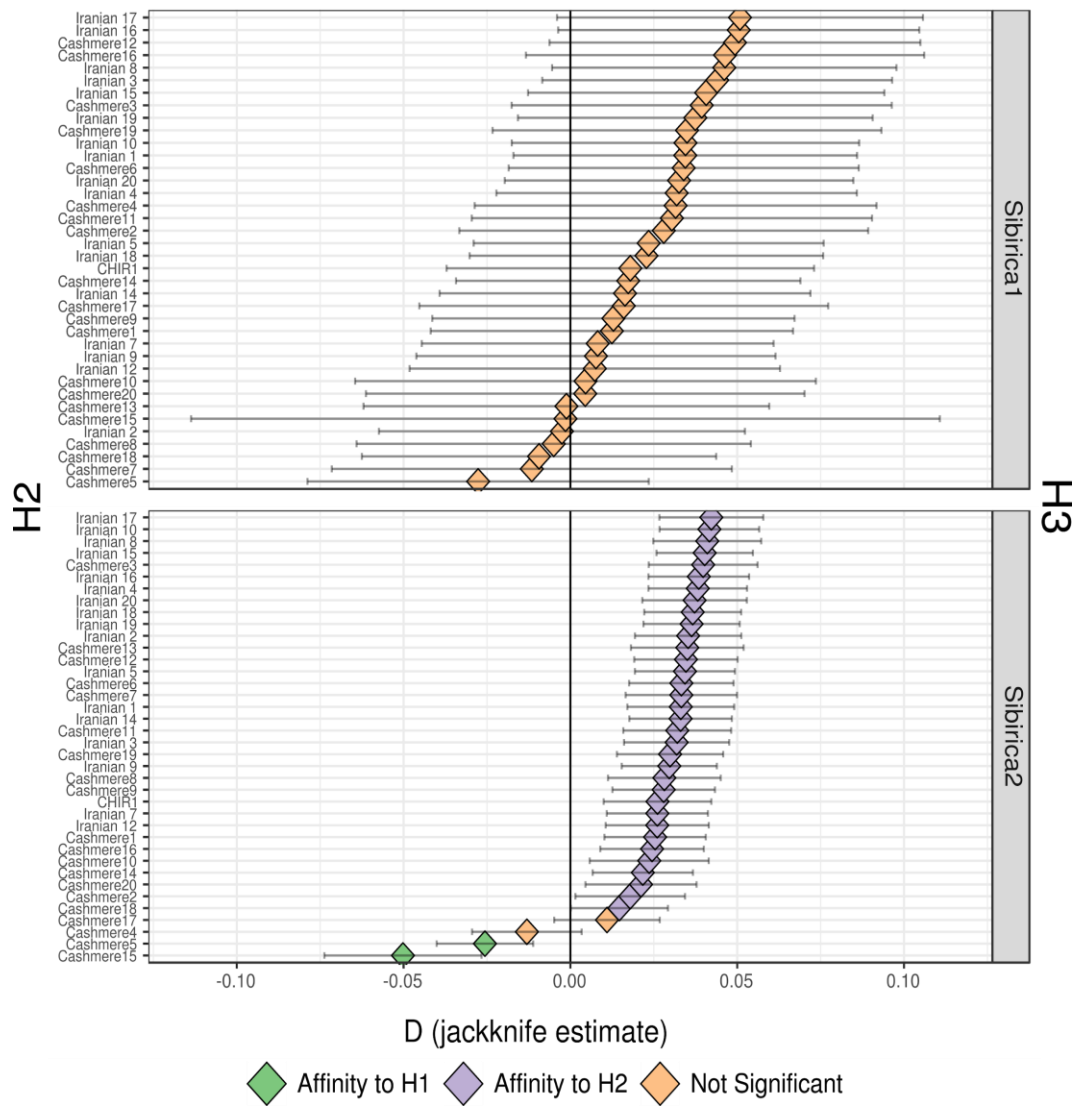 Iranian 17
Iranian 16
Cashmere12
Cashmere16
Iranian 8
Iranian 3
Iranian 15
Cashmere3
Iranian 19
Cashmere19
Iranian 10
Iranian 1
Cashmere6
Iranian 20
Iranian 4
Cashmere4
Cashmere11
Cashmere2
Iranian 5
Iranian 18
CHIR1
Cashmere14
Iranian 14
Cashmere17
Cashmere9
Cashmere1
Iranian 7
Iranian 9
Iranian 12
Cashmere10
Cashmere20
Cashmere13
Cashmere15
Iranian 2
Cashmere8
Cashmere18
Cashmere7
Cashmere5
Sibirica1
H2
H3
Iranian 17
Iranian 10
Iranian 8
Iranian 15
Cashmere3
Iranian 16
Iranian 4
Iranian 20
Iranian 18
Iranian 19
Iranian 2
Cashmere13
Cashmere12
Iranian 5
Cashmere6
Cashmere7
Iranian 1
Iranian 14
Cashmere11
Iranian 3
Cashmere19
Iranian 9
Cashmere8
Cashmere9
CHIR1
Iranian 7
Iranian 12
Cashmere1
Cashmere16
Cashmere10
Cashmere14
Cashmere20
Cashmere2
Cashmere18
Cashmere17
Cashmere4
Cashmere5
Cashmere15
Sibirica2
-0.10 -0.05 0.00 0.05 0.10
D (jackknife estimate)
Affinity to H1 Affinity to H2 Not Significant